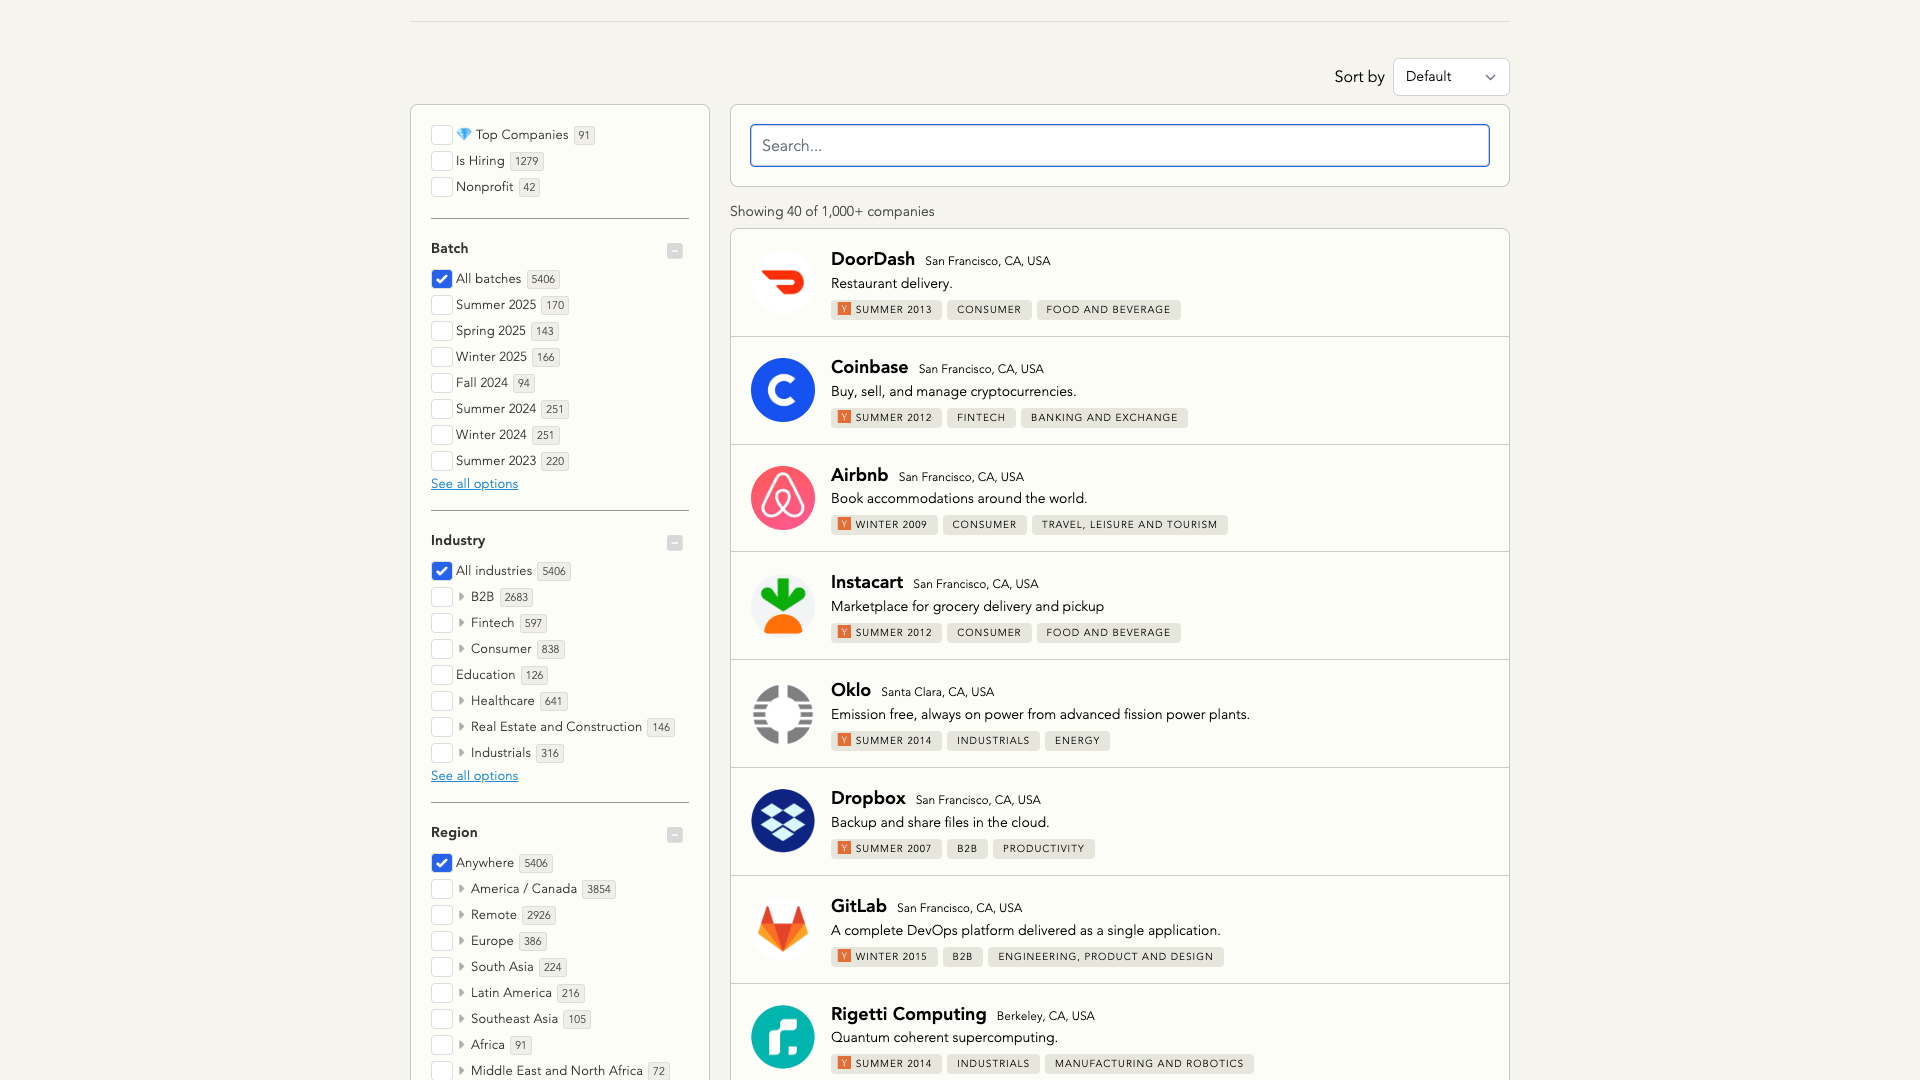 Sort by Default
Top Companies 91
Is Hiring 1279
Nonprofit 42
Batch
All batches 5406
Summer 2025 170
Spring 2025 143
Winter 2025 166
Fall 2024 94
Summer 2024 251
Winter 2024 251
Summer 2023 220
See all options
Industry
All industries 5406
B2B 2683
Fintech 597
Consumer 838
Education 126
Healthcare 641
Real Estate and Construction 146
Industrials 316
See all options
Region
Anywhere 5406
America / Canada 3854
Remote 2926
Europe 386
South Asia 224
Latin America 216
Southeast Asia 105
Africa 91
Middle East and North Africa 72
Search...
Showing 40 of 1,000+ companies
DoorDash San Francisco, CA, USA
Restaurant delivery.
Y SUMMER 2013 CONSUMER FOOD AND BEVERAGE
Coinbase San Francisco, CA, USA
Buy, sell, and manage cryptocurrencies.
Y SUMMER 2012 FINTECH BANKING AND EXCHANGE
Airbnb San Francisco, CA, USA
Book accommodations around the world.
Y WINTER 2009 CONSUMER TRAVEL, LEISURE AND TOURISM
Instacart San Francisco, CA, USA
Marketplace for grocery delivery and pickup
Y SUMMER 2012 CONSUMER FOOD AND BEVERAGE
Oklo Santa Clara, CA, USA
Emission free, always on power from advanced fission power plants.
Y SUMMER 2014 INDUSTRIALS ENERGY
Dropbox San Francisco, CA, USA
Backup and share files in the cloud.
Y SUMMER 2007 B2B PRODUCTIVITY
GitLab San Francisco, CA, USA
A complete DevOps platform delivered as a single application.
Y WINTER 2015 B2B ENGINEERING, PRODUCT AND DESIGN
Rigetti Computing Berkeley, CA, USA
Quantum coherent supercomputing.
Y SUMMER 2014 INDUSTRIALS MANUFACTURING AND ROBOTICS